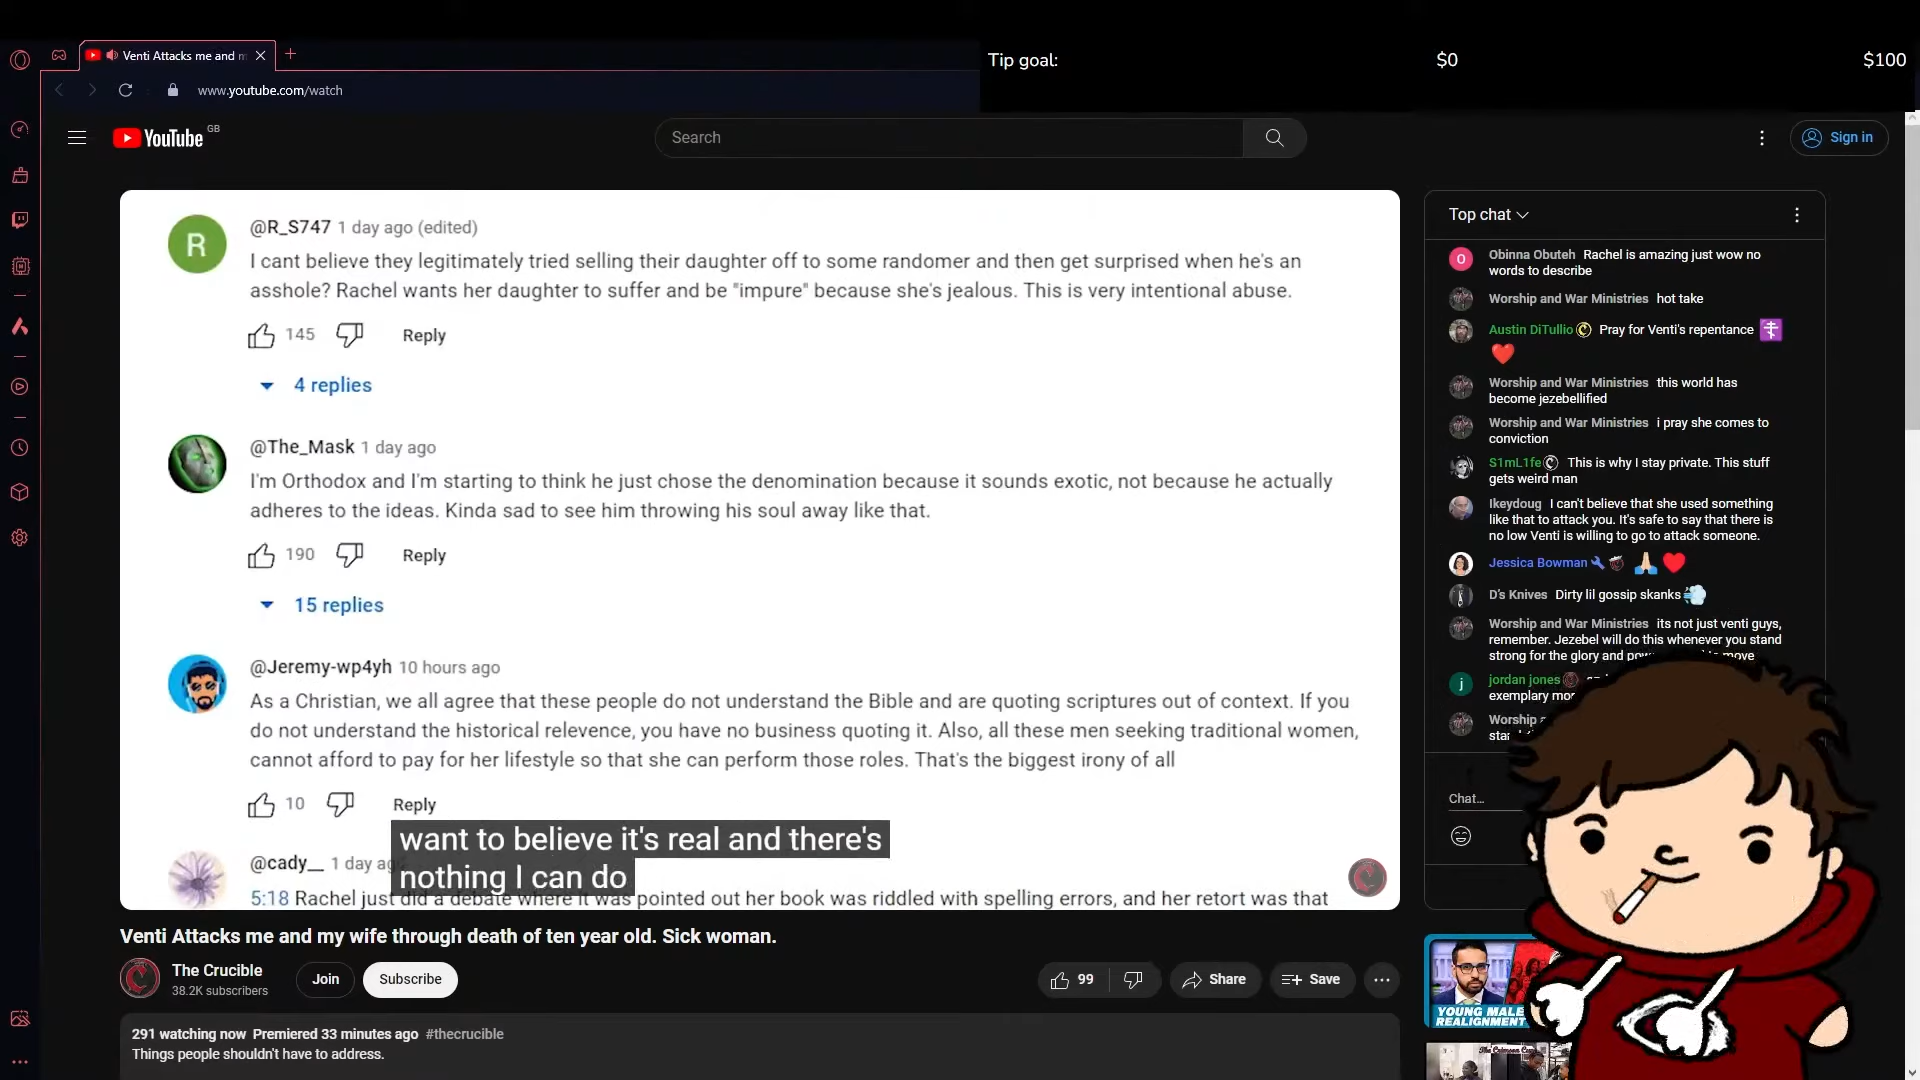 Venti Attacks me and m
Tip goal:
$0
$100
www.youtube.com/watch
YouTube GB
Search
Sign in
@R_S747 1 day ago (edited)
I cant believe they legitimately tried selling their daughter off to some randomer and then get surprised when he's an
asshole? Rachel wants her daughter to suffer and be "impure" because she's jealous. This is very intentional abuse.
145
Reply
4 replies
@The_Mask 1 day ago
I'm Orthodox and I'm starting to think he just chose the denomination because it sounds exotic, not because he actually
adheres to the ideas. Kinda sad to see him throwing his soul away like that.
190
Reply
15 replies
@Jeremy-wp4yh 10 hours ago
As a Christian, we all agree that these people do not understand the Bible and are quoting scriptures out of context. If you
do not understand the historical relevence, you have no business quoting it. Also, all these men seeking traditional women,
cannot afford to pay for her lifestyle so that she can perform those roles. That's the biggest irony of all
10
Reply
want to believe it's real and there's
nothing I can do
@cady__ 1 day ag
5:18 Rachel just did a debate where it was pointed out her book was riddled with spelling errors, and her retort was that
Venti Attacks me and my wife through death of ten year old. Sick woman.
The Crucible
38.2K subscribers
Join
Subscribe
99
Share
Save
291 watching now Premiered 33 minutes ago #thecrucible
Things people shouldn't have to address.
Top chat
Obinna Obuteh Rachel is amazing just wow no
words to describe
Worship and War Ministries hot take
Austin DiTullio Pray for Venti's repentance
Worship and War Ministries this world has
become jezebellified
Worship and War Ministries i pray she comes to
conviction
S1mL1fe This is why I stay private. This stuff
gets weird man
Ikeydoug I can't believe that she used something
like that to attack you. It's safe to say that there is
no low Venti is willing to go to attack someone.
Jessica Bowman
D's Knives Dirty lil gossip skanks
Worship and War Ministries its not just venti guys,
remember. Jezebel will do this whenever you stand
strong for the glory and move
jordan jones
exemplary
Chat...
YOUNG MALE
REALIGNMENT